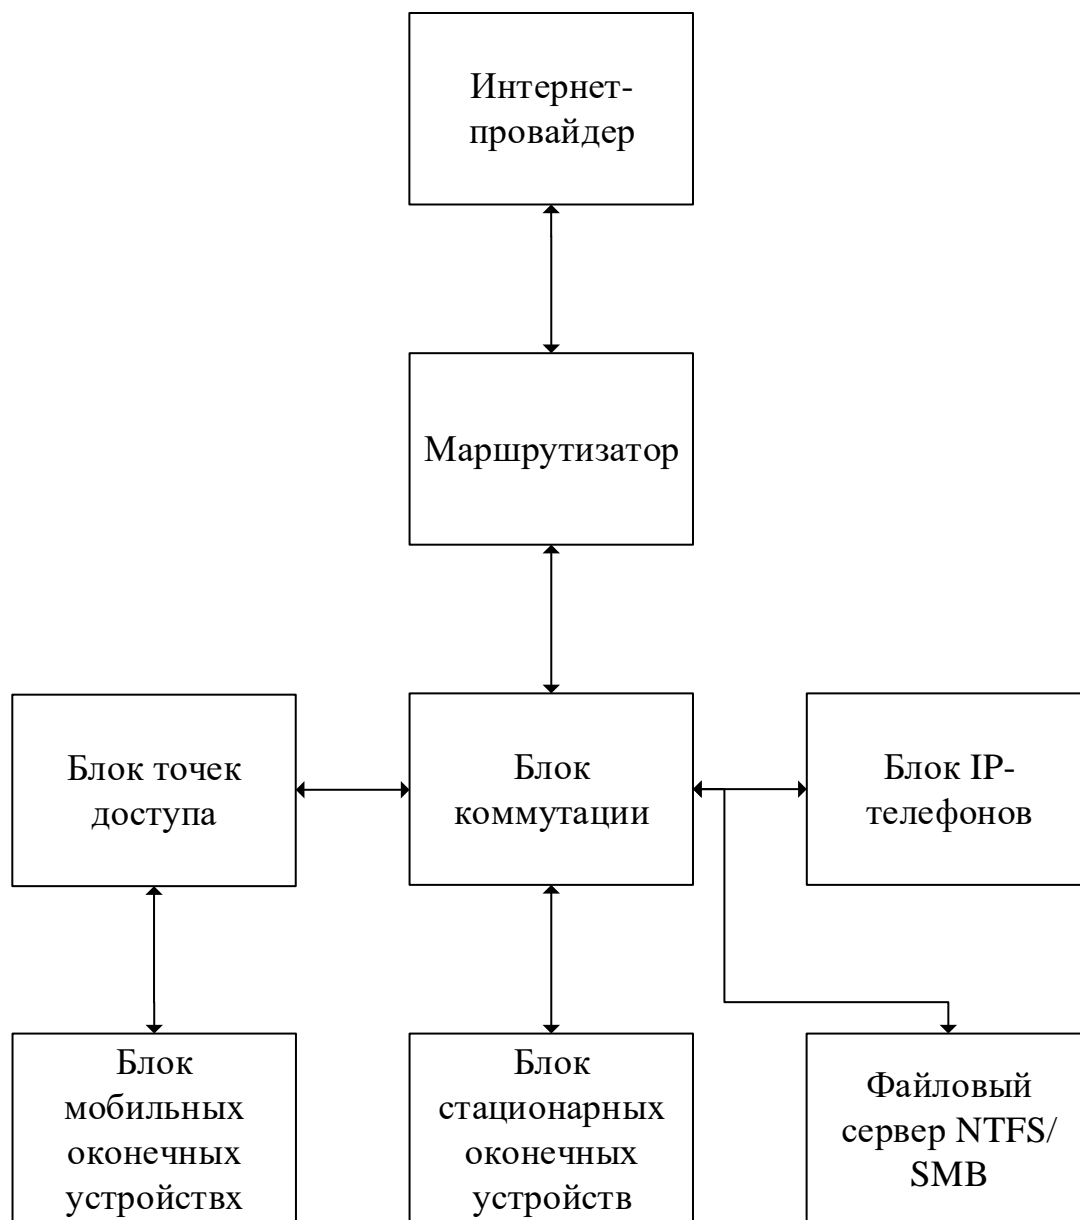 Интернет-
провайдер
Маршрутизатор
Блок точек
доступа
Блок
коммутации
Блок IP-
телефонов
Блок
мобильных
оконечных
устройствх
Блок
стационарных
оконечных
устройств
Файловый
сервер NTFS/
SMB